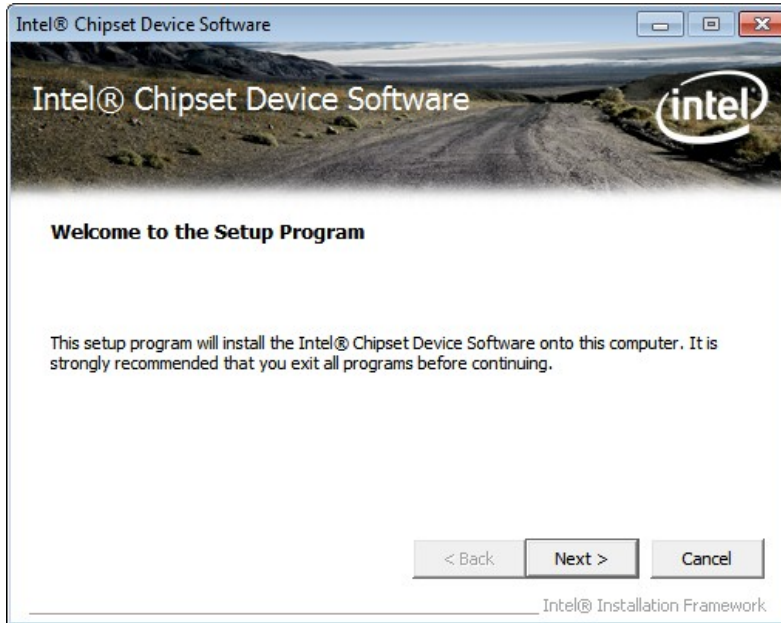 Intel® Chipset Device Software
Intel® Chipset Device Software
intel
Welcome to the Setup Program
This setup program will install the Intel® Chipset Device Software onto this computer. It is
strongly recommended that you exit all programs before continuing.
< Back Next > Cancel
Intel® Installation Framework